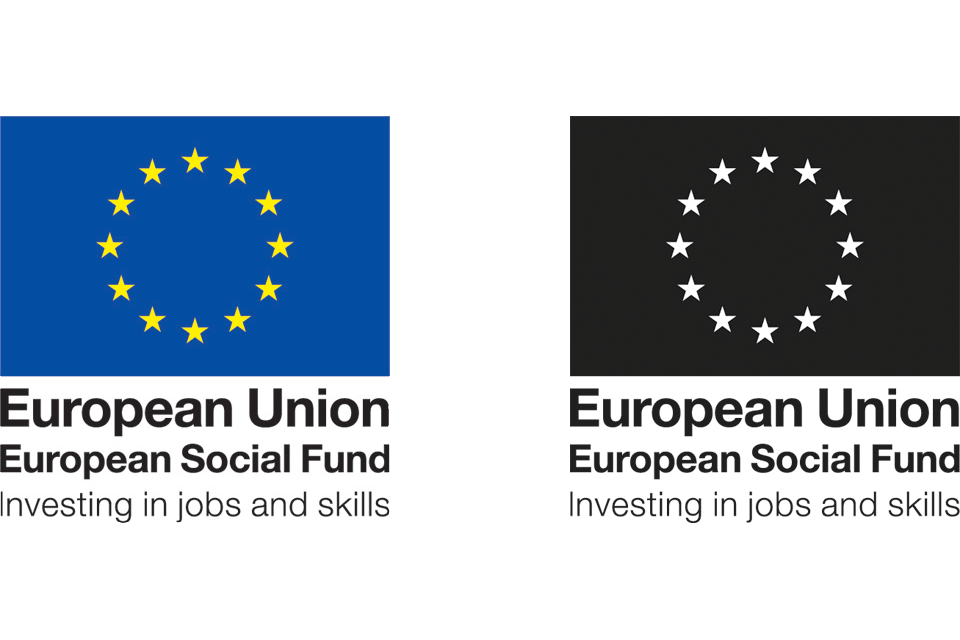 European Union
European Social Fund
Investing in jobs and skills
European Union
European Social Fund
Investing in jobs and skills